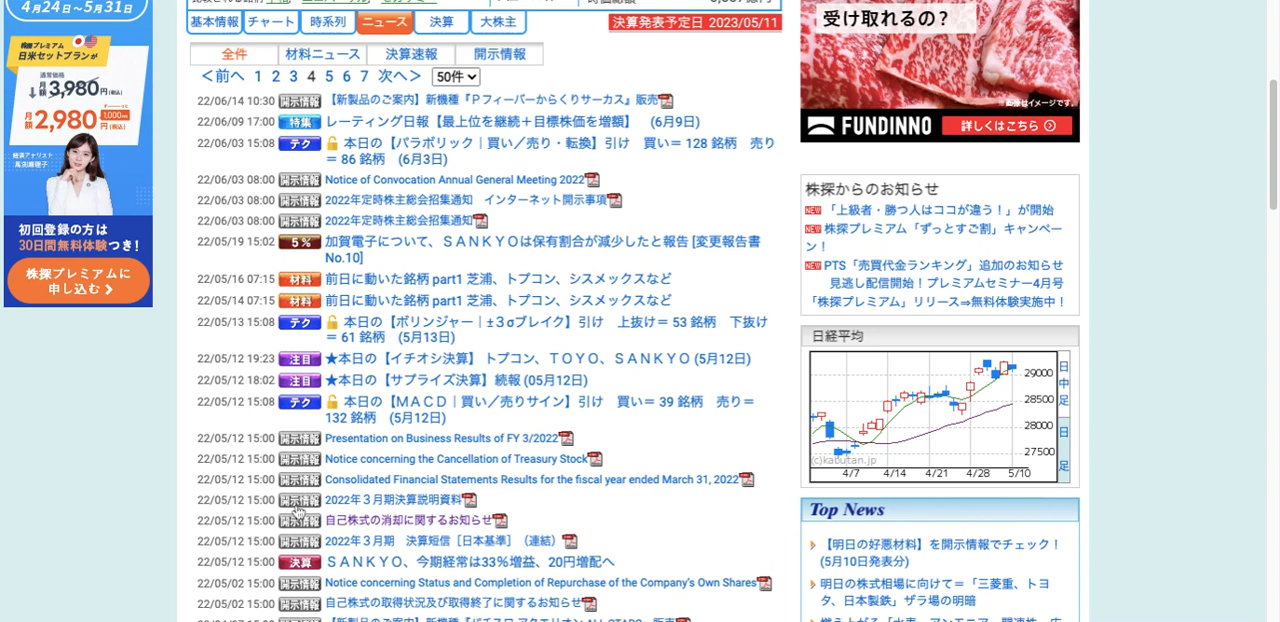 4月24日～5月31日
株探プレミアム
日米セットプランが
通常価格
月額3,980円(税込)
月額2,980円(税込)
初回登録の方は
30日間無料体験つき！
株探プレミアムに
申し込む
基本情報 チャート 時系列 ニュース 決算 大株主
決算発表予定日 2023/05/11
全件 材料ニュース 決算速報 開示情報
＜前へ 1 2 3 4 5 6 7 次へ＞ 50件
22/06/14 10:30 開示情報 【新製品のご案内】新機種『Ｐフィーバーからくりサーカス』販売
22/06/09 17:00 特集 レーティング日報【最上位を継続＋目標株価を増額】 (6月9日)
22/06/03 15:08 テク 本日の【パラボリック｜買い／売り・転換】引け 買い＝ 128 銘柄 売り
＝ 86 銘柄 (6月3日)
22/06/03 08:00 開示情報 Notice of Convocation Annual General Meeting 2022
22/06/03 08:00 開示情報 2022年定時株主総会招集通知 インターネット開示事項
22/06/03 08:00 開示情報 2022年定時株主総会招集通知
22/05/19 15:02 5％ 加賀電子について、ＳＡＮＫＹＯは保有割合が減少したと報告 [変更報告書
No.10]
22/05/16 07:15 材料 前日に動いた銘柄 part1 芝浦、トプコン、シスメックスなど
22/05/14 07:15 材料 前日に動いた銘柄 part1 芝浦、トプコン、シスメックスなど
22/05/13 15:08 テク 本日の【ボリンジャー｜±３σブレイク】引け 上抜け＝ 53 銘柄 下抜け
＝ 61 銘柄 (5月13日)
22/05/12 19:23 注目 ★本日の【イチオシ決算】 トプコン、ＴＯＹＯ、ＳＡＮＫＹＯ (5月12日)
22/05/12 18:02 注目 ★本日の【サプライズ決算】続報 (05月12日)
22/05/12 15:08 テク 本日の【ＭＡＣＤ｜買い／売りサイン】引け 買い＝ 39 銘柄 売り＝
132 銘柄 (5月12日)
22/05/12 15:00 開示情報 Presentation on Business Results of FY 3/2022
22/05/12 15:00 開示情報 Notice concerning the Cancellation of Treasury Stock
22/05/12 15:00 開示情報 Consolidated Financial Statements Results for the fiscal year ended March 31, 2022
22/05/12 15:00 開示情報 2022年３月期決算説明資料
22/05/12 15:00 開示情報 自己株式の消却に関するお知らせ
22/05/12 15:00 開示情報 2022年３月期 決算短信［日本基準］（連結）
22/05/12 15:00 決算 ＳＡＮＫＹＯ、今期経常は33％増益、20円増配へ
22/05/02 15:00 開示情報 Notice concerning Status and Completion of Repurchase of the Company's Own Shares
22/05/02 15:00 開示情報 自己株式の取得状況及び取得終了に関するお知らせ
受け取れるの？
※画像はイメージです。
FUNDINNO 詳しくはこちら
株探からのお知らせ
NEW 「上級者・勝つ人はココが違う！」が開始
NEW 株探プレミアム「ずっとすご割」キャンペー
ン！
NEW PTS「売買代金ランキング」追加のお知らせ
見逃し配信開始！プレミアムセミナー4月号
「株探プレミアム」リリース⇒無料体験実施中！
日経平均
29000
28500
28000
27500
(c)kabutan.jp
4/7 4/14 4/21 4/28 5/10
日
中
足
日
足
Top News
【明日の好悪材料】を開示情報でチェック！
(5月10日発表分)
明日の株式相場に向けて＝「三菱重、トヨ
タ、日本製鉄」ザラ場の明暗